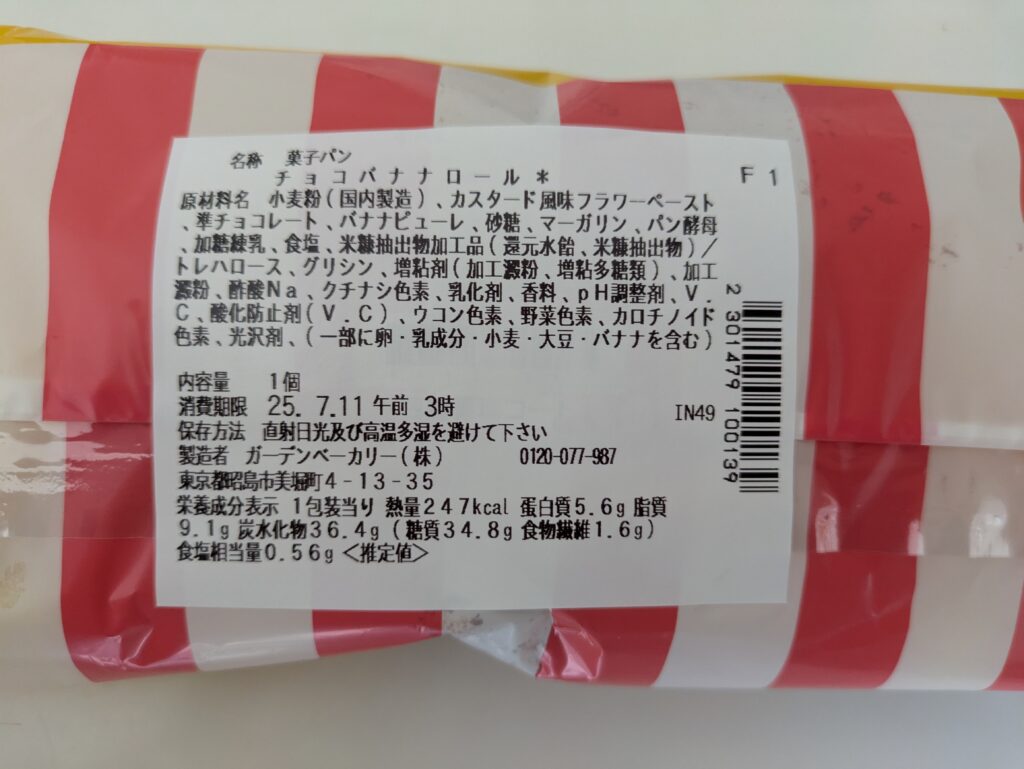 名称 菓子パン
チョコバナナロール＊ F1
原材料名 小麦粉(国内製造)、カスタード風味フラワーペースト
、準チョコレート、バナナピューレ、砂糖、マーガリン、パン酵母
、加糖練乳、食塩、米糠抽出物加工品(還元水飴、米糠抽出物)／
トレハロース、グリシン、増粘剤(加工澱粉、増粘多糖類)、加工
澱粉、酢酸Na、クチナシ色素、乳化剤、香料、pH調整剤、V．
C、酸化防止剤(V．C)、ウコン色素、野菜色素、カロチノイド
色素、光沢剤、(一部に卵・乳成分・小麦・大豆・バナナを含む)
内容量 1個
消費期限 25. 7.11 午前 3時
IN49
保存方法 直射日光及び高温多湿を避けて下さい
製造者 ガーデンベーカリー(株) 0120-077-987
東京都昭島市美堀町4-13-35
栄養成分表示 1包装当り 熱量247kcal 蛋白質5.6g 脂質
9.1g 炭水化物36.4g (糖質34.8g 食物繊維1.6g)
食塩相当量0.56g <推定値>
2 301479 100139